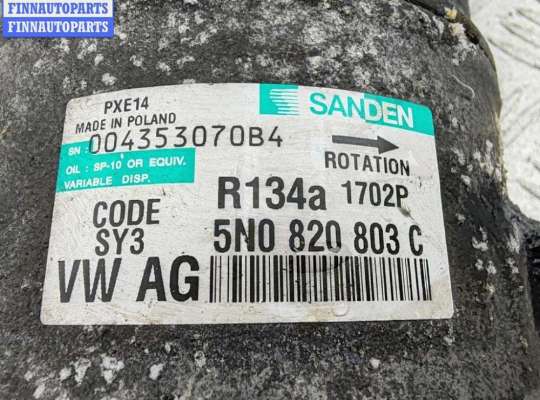 FINNAUTOPARTS
FINNAUTOPARTS
PXE14
MADE IN POLAND
SANDEN
SN: 004353070B4
OIL: SP-10 OR EQUIV.
VARIABLE DISP.
ROTATION
R134a 1702P
CODE
SY3
5N0 820 803 C
VW AG